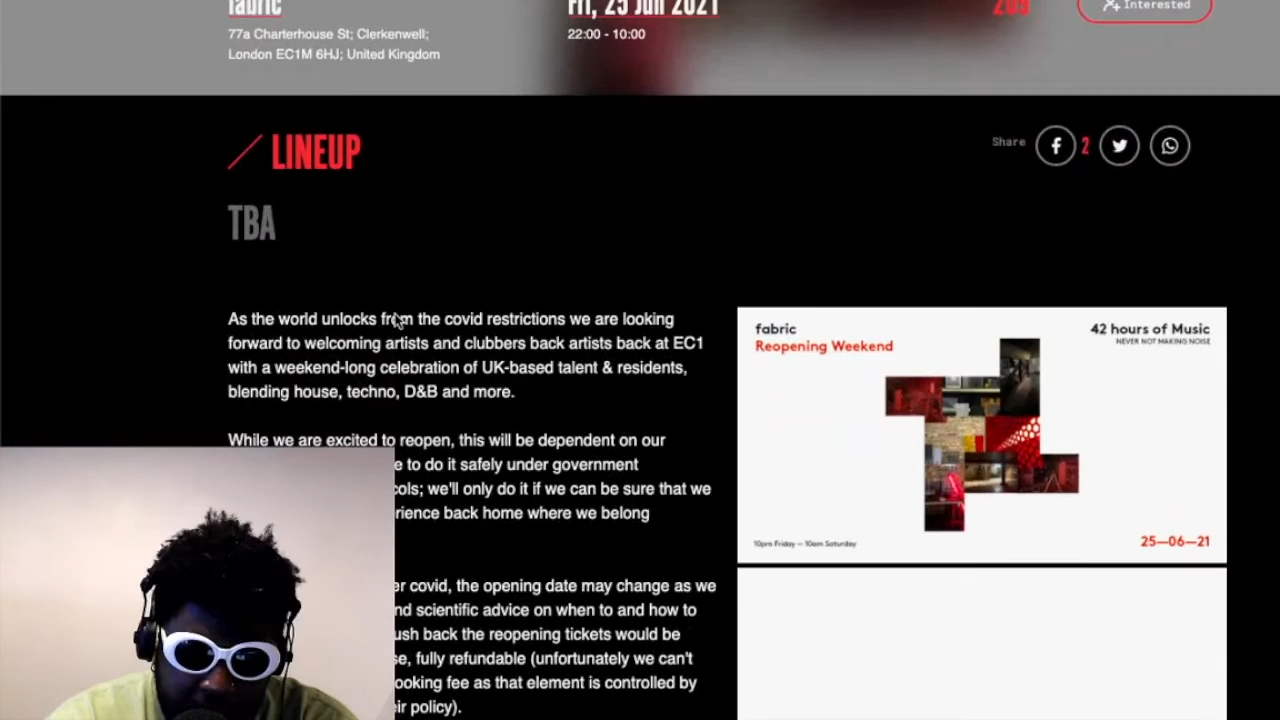 fabric
Fri, 25 Jun 2021
Interested
77a Charterhouse St; Clerkenwell;
22:00 - 10:00
London EC1M 6HJ; United Kingdom
LINEUP
Share
2
TBA
As the world unlocks from the covid restrictions we are looking
forward to welcoming artists and clubbers back artists back at EC1
with a weekend-long celebration of UK-based talent & residents,
blending house, techno, D&B and more.
While we are excited to reopen, this will be dependent on our
e to do it safely under government
cols; we'll only do it if we can be sure that we
rience back home where we belong
er covid, the opening date may change as we
nd scientific advice on when to and how to
ush back the reopening tickets would be
se, fully refundable (unfortunately we can't
ooking fee as that element is controlled by
eir policy).
fabric
Reopening Weekend
42 hours of Music
NEVER NOT MAKING NOISE
10pm Friday — 10am Saturday
25—06—21